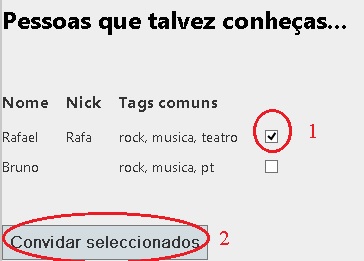 Pessoas que talvez conheças...
Nome Nick Tags comuns
Rafael Rafa rock, musica, teatro 1
Bruno rock, musica, pt
Convidar seleccionados 2